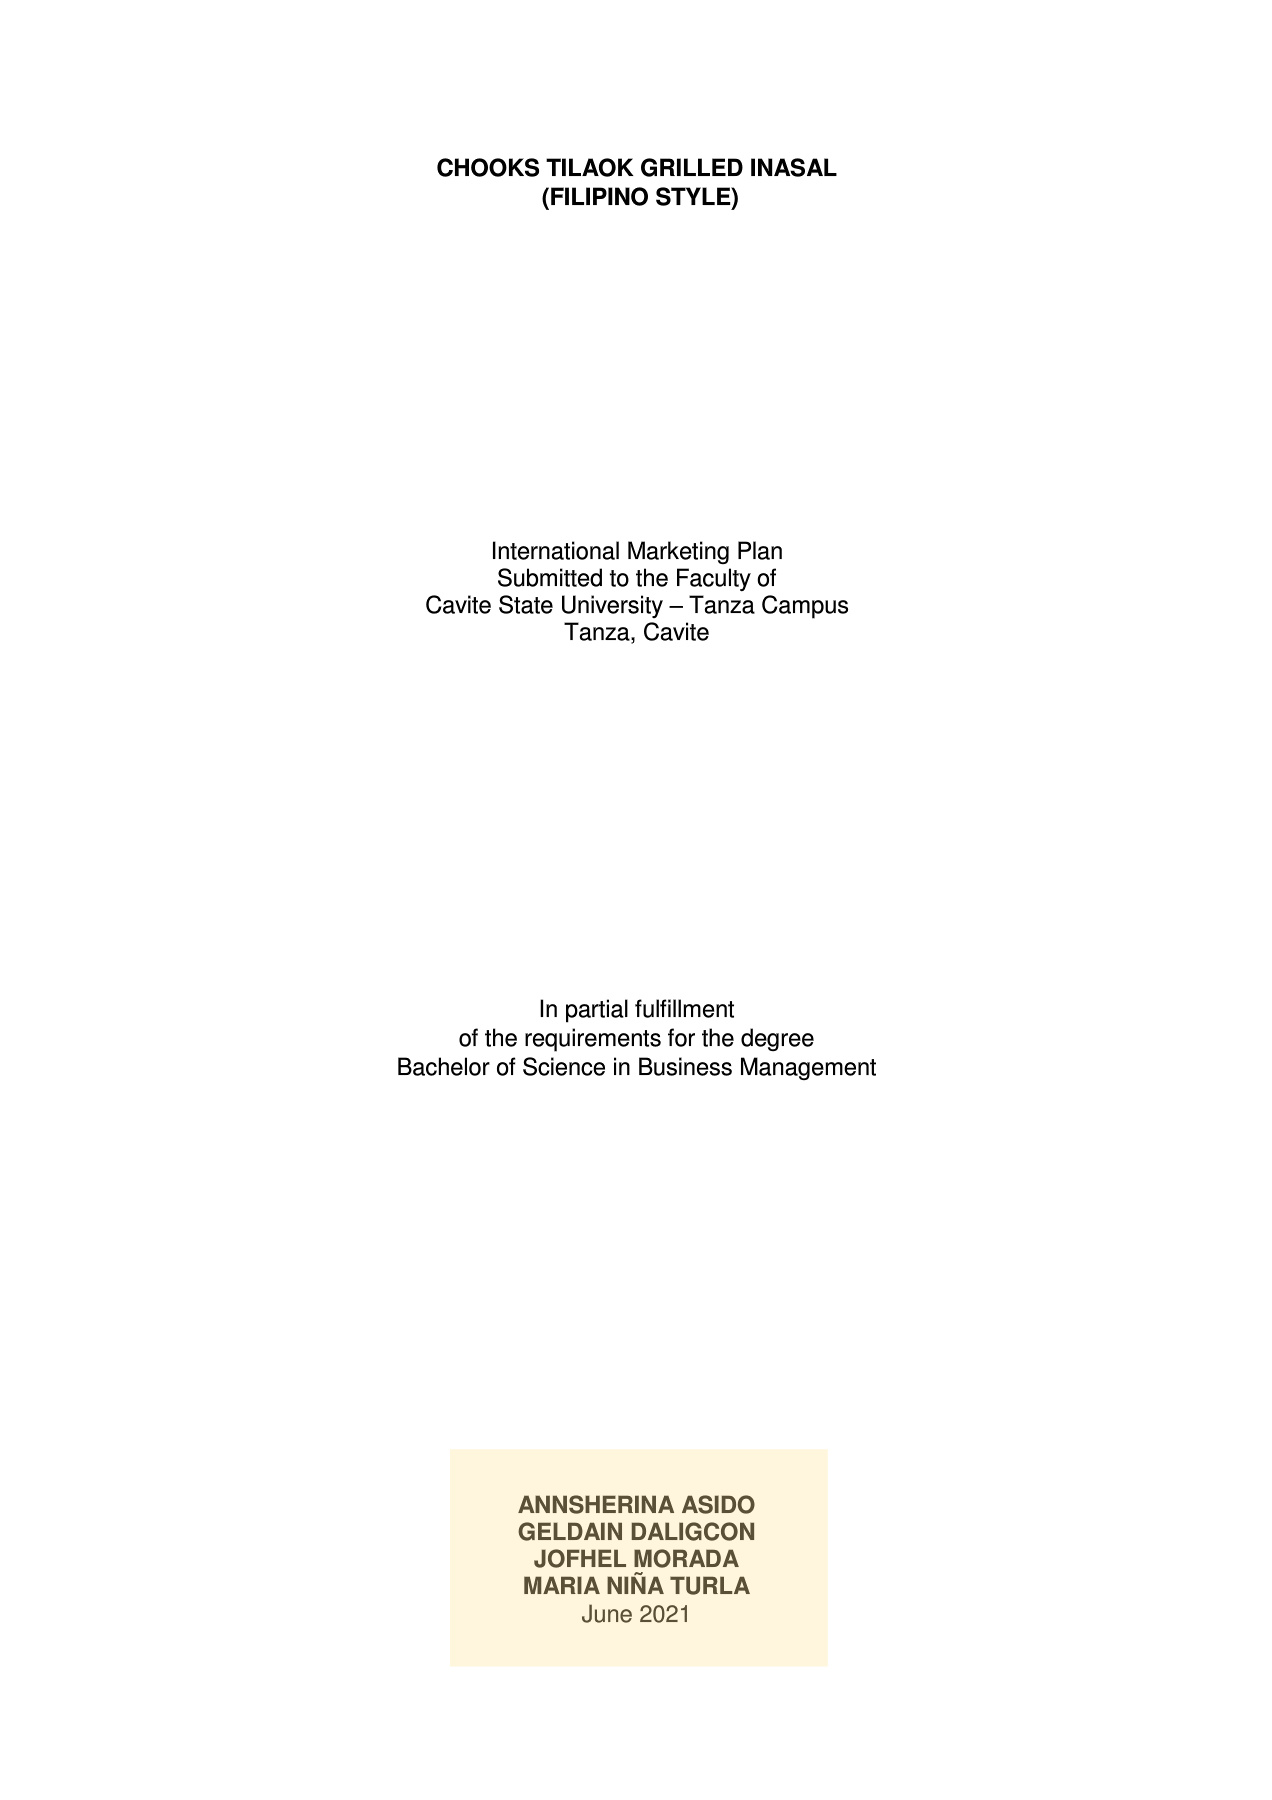 CHOOKS TILAOK GRILLED INASAL
(FILIPINO STYLE)
International Marketing Plan
Submitted to the Faculty of
Cavite State University – Tanza Campus
Tanza, Cavite
In partial fulfillment
of the requirements for the degree
Bachelor of Science in Business Management
ANNSHERINA ASIDO
GELDAIN DALIGCON
JOFHEL MORADA
MARIA NIÑA TURLA
June 2021